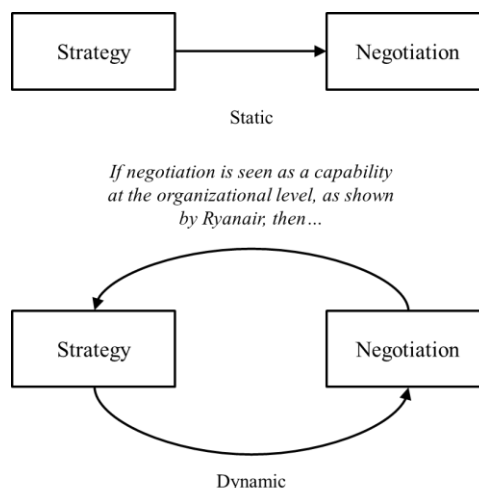 Strategy
Negotiation
Static
If negotiation is seen as a capability
at the organizational level, as shown
by Ryanair, then…
Strategy
Negotiation
Dynamic